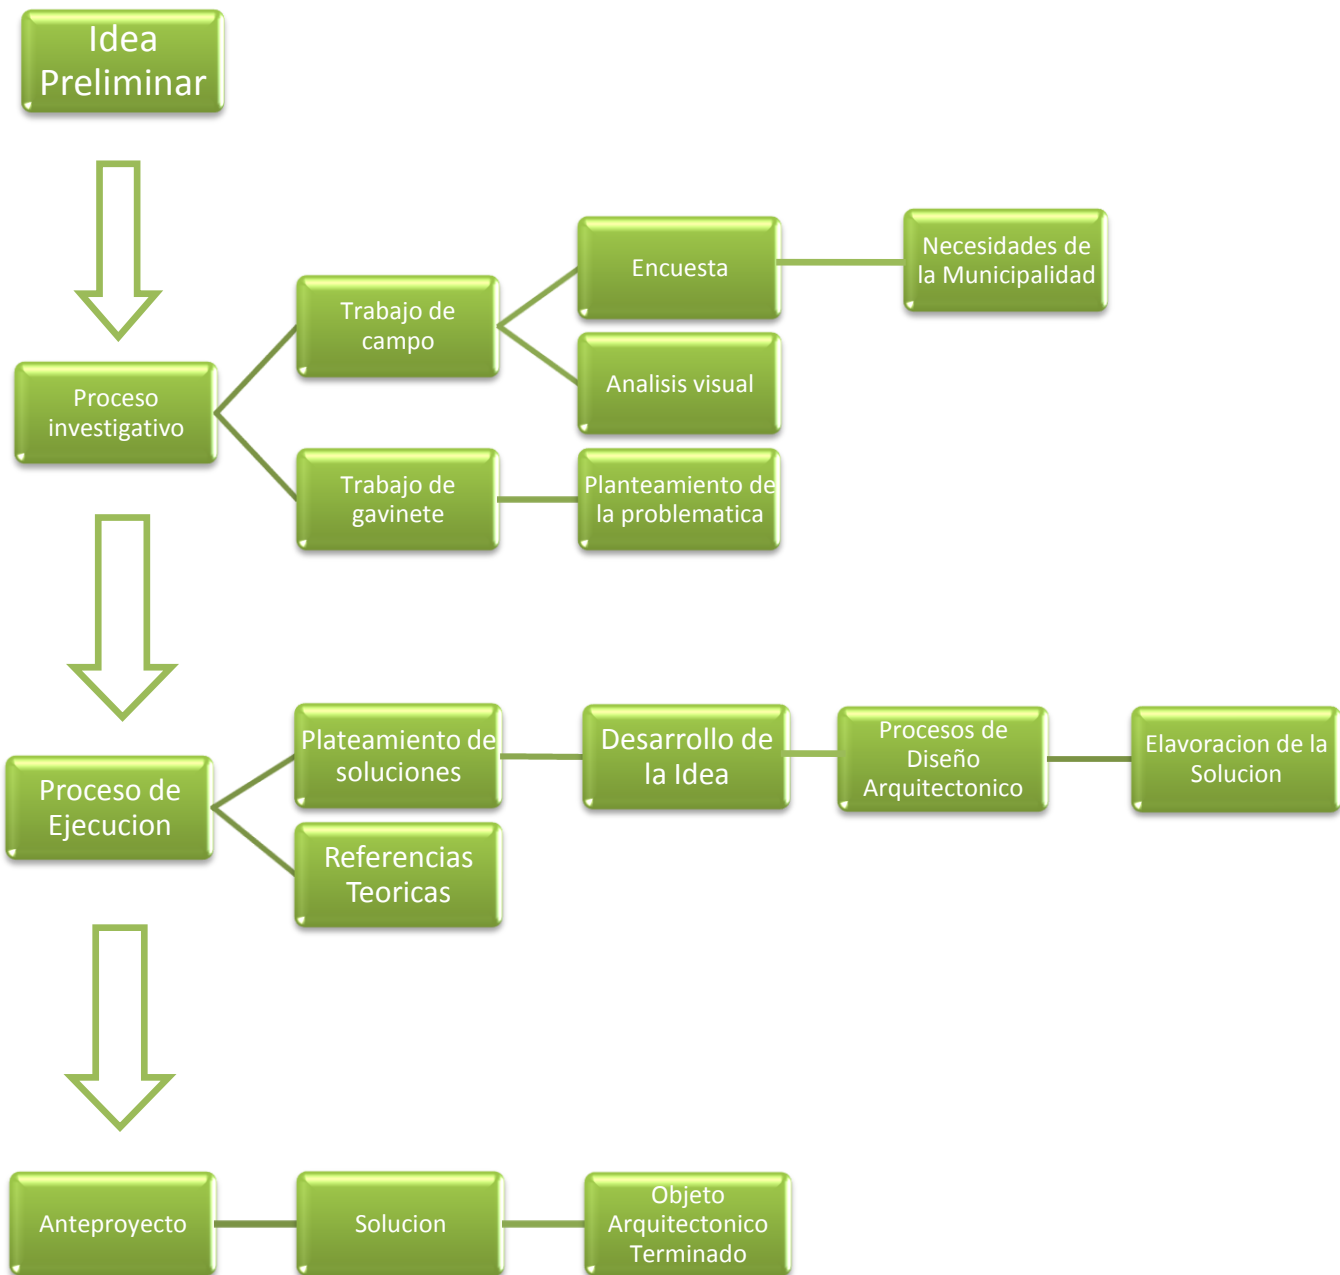 Idea
Preliminar
Necesidades de
la Municipalidad
Encuesta
Trabajo de
campo
Analisis visual
Proceso
investigativo
Trabajo de
gavinete
Planteamiento de
la problematica
Plateamiento de
soluciones
Desarrollo de
la Idea
Procesos de
Diseño
Arquitectonico
Elavoracion de la
Solucion
Proceso de
Ejecucion
Referencias
Teoricas
Anteproyecto
Solucion
Objeto
Arquitectonico
Terminado